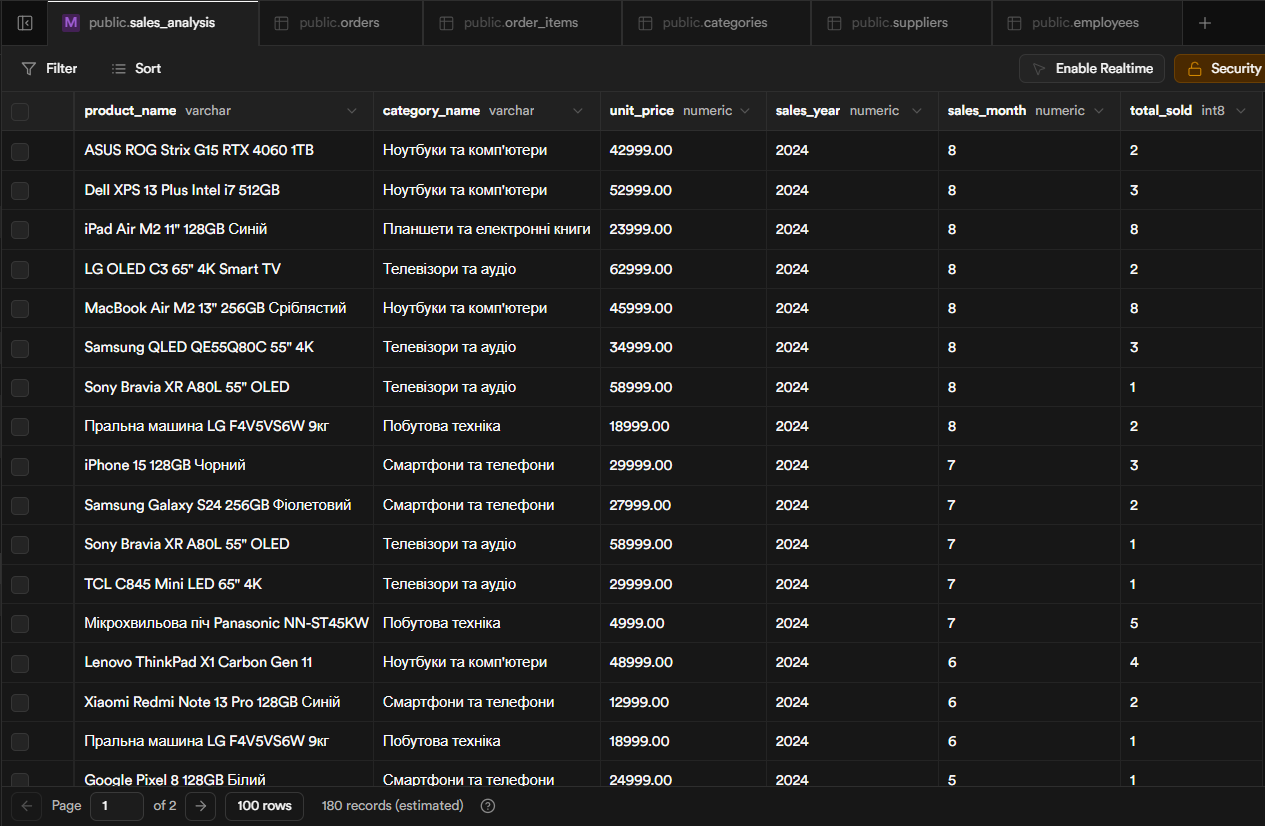 M public.sales_analysis public.orders public.order_items public.categories public.suppliers public.employees
Filter Sort Enable Realtime Security
product_name varchar category_name varchar unit_price numeric sales_year numeric sales_month numeric total_sold int8
ASUS ROG Strix G15 RTX 4060 1TB Ноутбуки та комп'ютери 42999.00 2024 8 2
Dell XPS 13 Plus Intel i7 512GB Ноутбуки та комп'ютери 52999.00 2024 8 3
iPad Air M2 11" 128GB Синій Планшети та електронні книги 23999.00 2024 8 8
LG OLED C3 65" 4K Smart TV Телевізори та аудіо 62999.00 2024 8 2
MacBook Air M2 13" 256GB Сріблястий Ноутбуки та комп'ютери 45999.00 2024 8 8
Samsung QLED QE55Q80C 55" 4K Телевізори та аудіо 34999.00 2024 8 3
Sony Bravia XR A80L 55" OLED Телевізори та аудіо 58999.00 2024 8 1
Пральна машина LG F4V5VS6W 9кг Побутова техніка 18999.00 2024 8 2
iPhone 15 128GB Чорний Смартфони та телефони 29999.00 2024 7 3
Samsung Galaxy S24 256GB Фіолетовий Смартфони та телефони 27999.00 2024 7 2
Sony Bravia XR A80L 55" OLED Телевізори та аудіо 58999.00 2024 7 1
TCL C845 Mini LED 65" 4K Телевізори та аудіо 29999.00 2024 7 1
Мікрохвильова піч Panasonic NN-ST45KW Побутова техніка 4999.00 2024 7 5
Lenovo ThinkPad X1 Carbon Gen 11 Ноутбуки та комп'ютери 48999.00 2024 6 4
Xiaomi Redmi Note 13 Pro 128GB Синій Смартфони та телефони 12999.00 2024 6 2
Пральна машина LG F4V5VS6W 9кг Побутова техніка 18999.00 2024 6 1
Google Pixel 8 128GB Білий Смартфони та телефони 24999.00 2024 5 1
Page 1 of 2 100 rows 180 records (estimated) ?